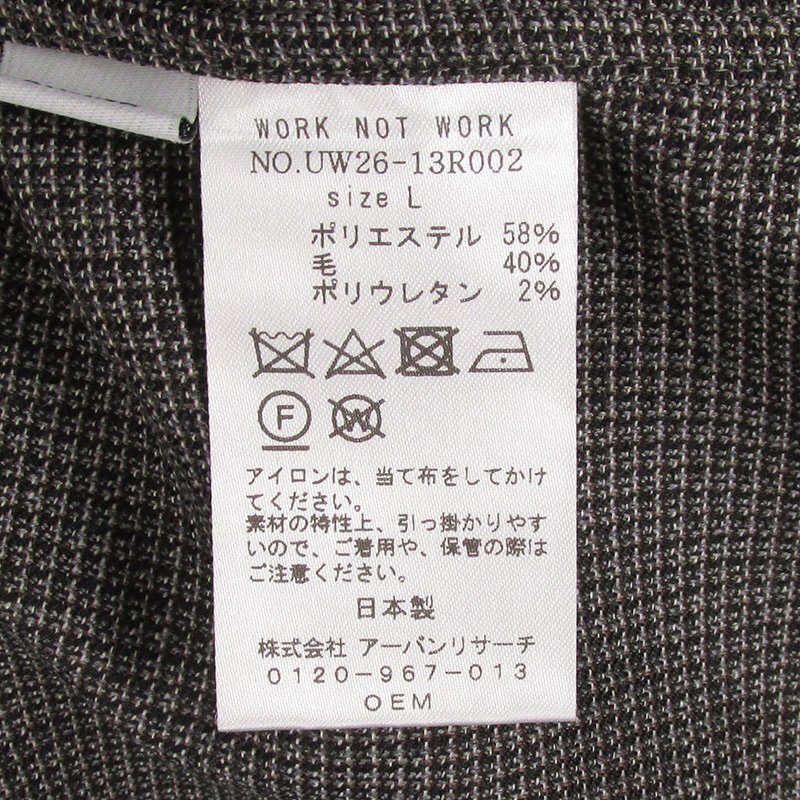 WORK NOT WORK
NO.UW26-13R002
size L
ポリエステル 58%
毛 40%
ポリウレタン 2%
F W
アイロンは、当て布をしてかけ
てください。
素材の特性上、引っ掛かりやす
いので、ご着用や、保管の際は
ご注意ください。
日本製
株式会社 アーバンリサーチ
0120-967-013
OEM